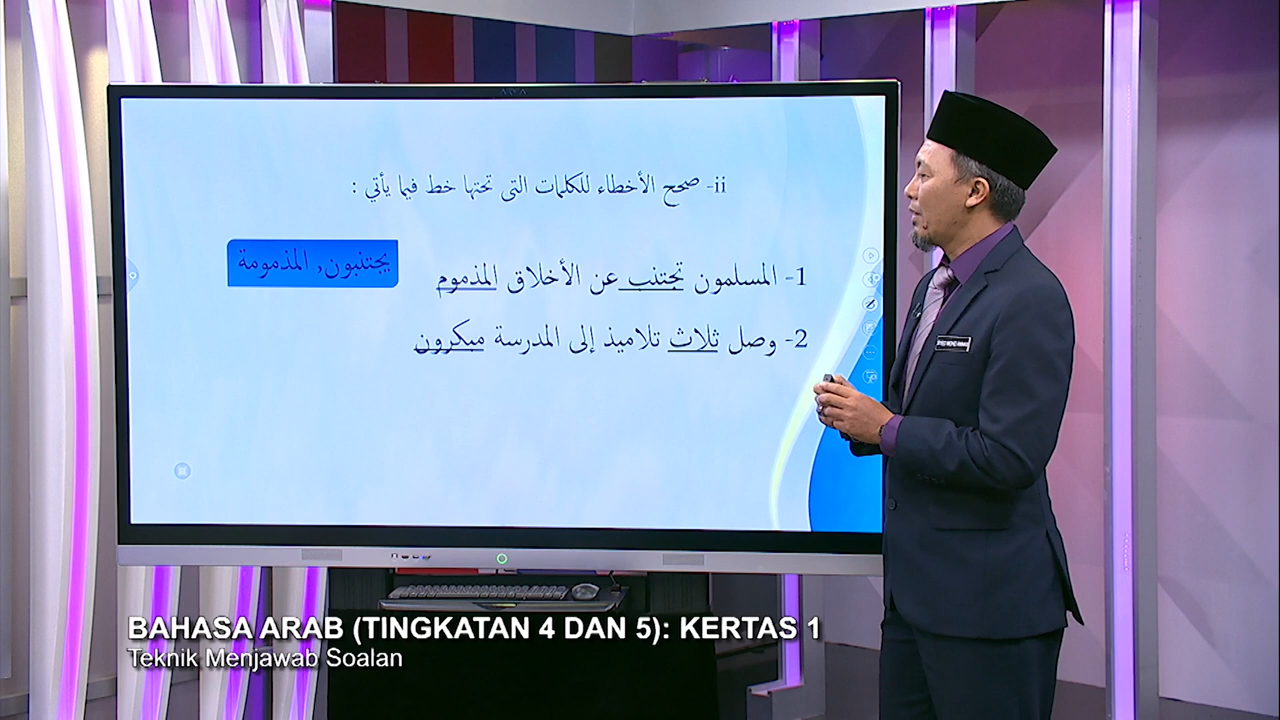 ii- صحح الأخطاء للكلمات التى تحتها خط فيما يأتي :
1- المسلمون تجتنب عن الأخلاق المذموم
يجتنبون, المذمومة
2- وصل ثلاث تلاميذ إلى المدرسة مبكرون
BAHASA ARAB (TINGKATAN 4 DAN 5): KERTAS 1
Teknik Menjawab Soalan